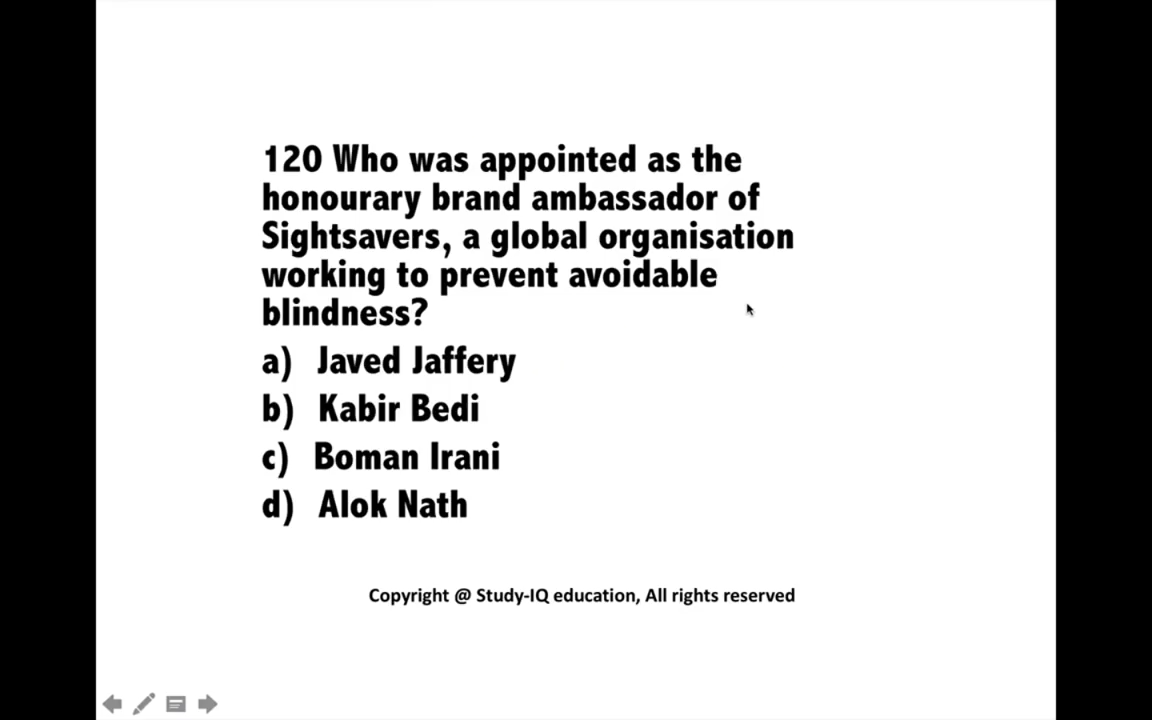 120 Who was appointed as the
honourary brand ambassador of
Sightsavers, a global organisation
working to prevent avoidable
blindness?
a) Javed Jaffery
b) Kabir Bedi
c) Boman Irani
d) Alok Nath
Copyright @ Study-IQ education, All rights reserved